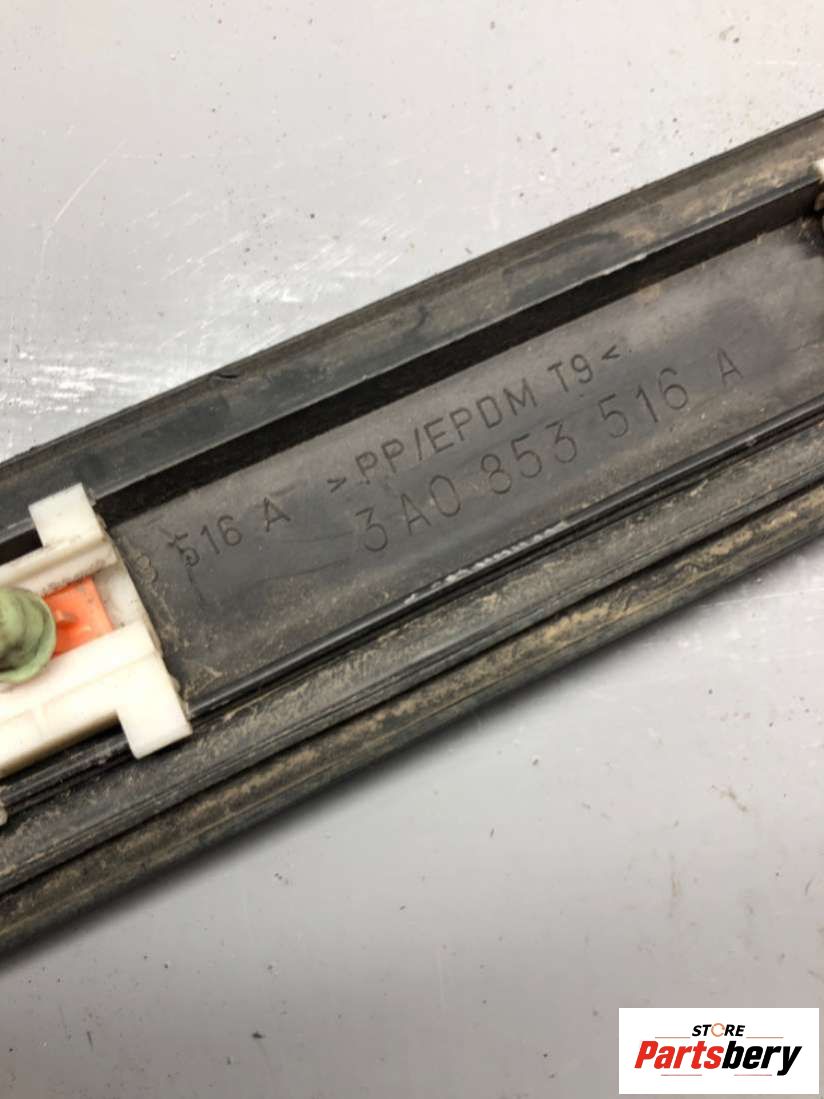 >PP/EPDM T9<
516 A
3A0 853 516 A
STORE
Partsbery